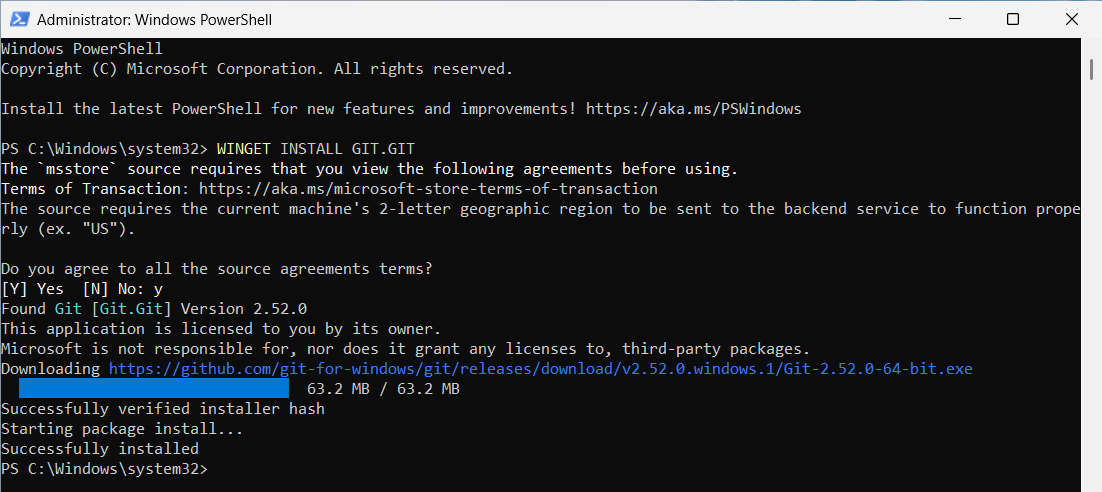 Administrator: Windows PowerShell
Windows PowerShell
Copyright (C) Microsoft Corporation. All rights reserved.
Install the latest PowerShell for new features and improvements! https://aka.ms/PSWindows
PS C:\Windows\system32> WINGET INSTALL GIT.GIT
The `msstore` source requires that you view the following agreements before using.
Terms of Transaction: https://aka.ms/microsoft-store-terms-of-transaction
The source requires the current machine's 2-letter geographic region to be sent to the backend service to function prope
rly (ex. "US").
Do you agree to all the source agreements terms?
[Y] Yes  [N] No: y
Found Git [Git.Git] Version 2.52.0
This application is licensed to you by its owner.
Microsoft is not responsible for, nor does it grant any licenses to, third-party packages.
Downloading https://github.com/git-for-windows/git/releases/download/v2.52.0.windows.1/Git-2.52.0-64-bit.exe
63.2 MB / 63.2 MB
Successfully verified installer hash
Starting package install...
Successfully installed
PS C:\Windows\system32>